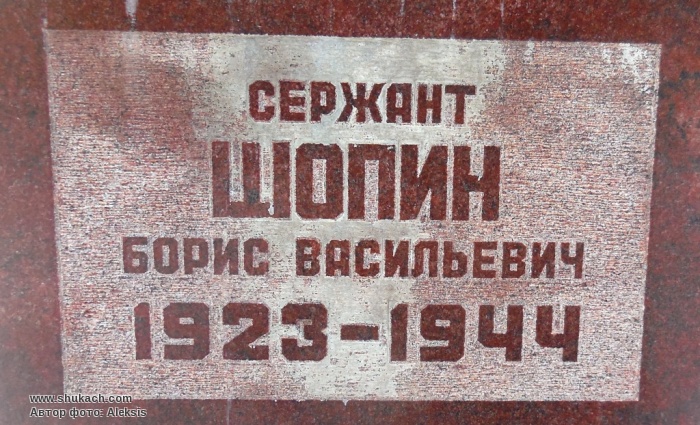 СЕРЖАНТ
ШОПИН
БОРИС ВАСИЛЬЕВИЧ
1923-1944
www.shukach.com
Автор фото: Aleksis